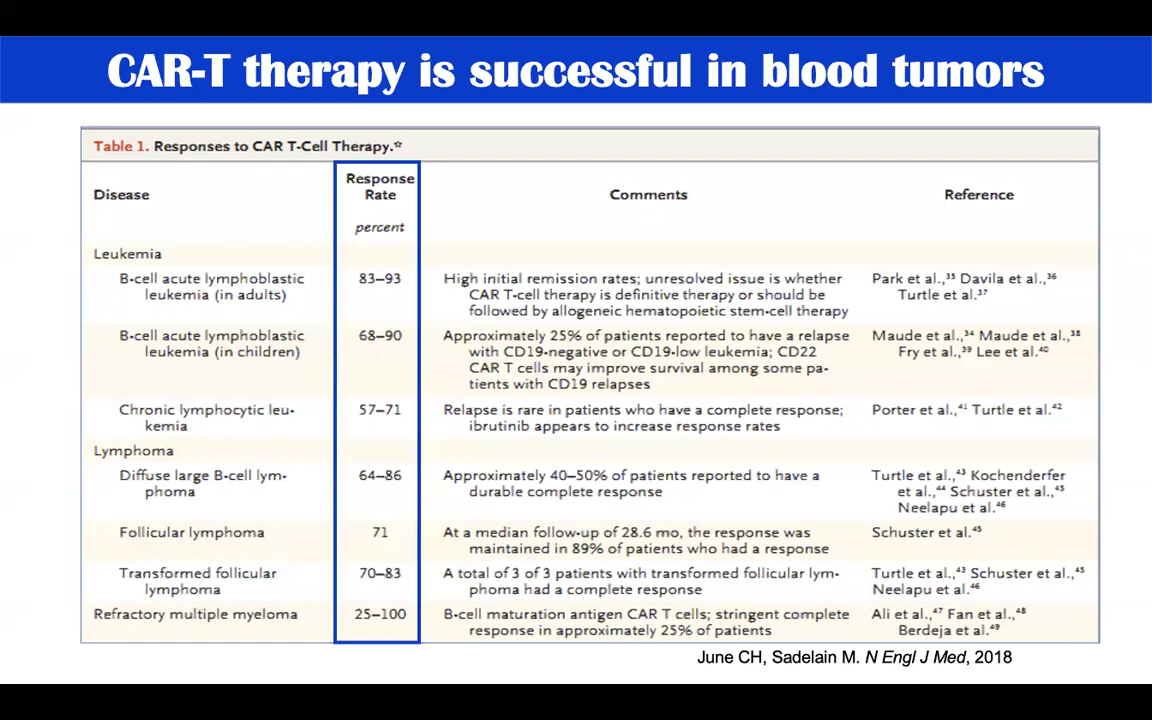 CAR-T therapy is successful in blood tumors
Table 1. Responses to CAR T-Cell Therapy.*
Disease
Response
Rate
Comments
Reference
percent
Leukemia
B-cell acute lymphoblastic
leukemia (in adults)
83–93
High initial remission rates; unresolved issue is whether
CAR T-cell therapy is definitive therapy or should be
followed by allogeneic hematopoietic stem-cell therapy
Park et al.,³⁵ Davila et al.,³⁶
Turtle et al.³⁷
B-cell acute lymphoblastic
leukemia (in children)
68–90
Approximately 25% of patients reported to have a relapse
with CD19-negative or CD19-low leukemia; CD22
CAR T cells may improve survival among some pa-
tients with CD19 relapses
Maude et al.,³⁴ Maude et al.,³⁸
Fry et al.,³⁹ Lee et al.⁴⁰
Chronic lymphocytic leu-
kemia
57–71
Relapse is rare in patients who have a complete response;
ibrutinib appears to increase response rates
Porter et al.,⁴¹ Turtle et al.⁴²
Lymphoma
Diffuse large B-cell lym-
phoma
64–86
Approximately 40–50% of patients reported to have a
durable complete response
Turtle et al.,⁴³ Kochenderfer
et al.,⁴⁴ Schuster et al.,⁴⁵
Neelapu et al.⁴⁶
Follicular lymphoma
71
At a median follow-up of 28.6 mo, the response was
maintained in 89% of patients who had a response
Schuster et al.⁴⁵
Transformed follicular
lymphoma
70–83
A total of 3 of 3 patients with transformed follicular lym-
phoma had a complete response
Turtle et al.,⁴³ Schuster et al.,⁴⁵
Neelapu et al.⁴⁶
Refractory multiple myeloma
25–100
B-cell maturation antigen CAR T cells; stringent complete
response in approximately 25% of patients
Ali et al.,⁴⁷ Fan et al.,⁴⁸
Berdeja et al.⁴⁹
June CH, Sadelain M. N Engl J Med, 2018